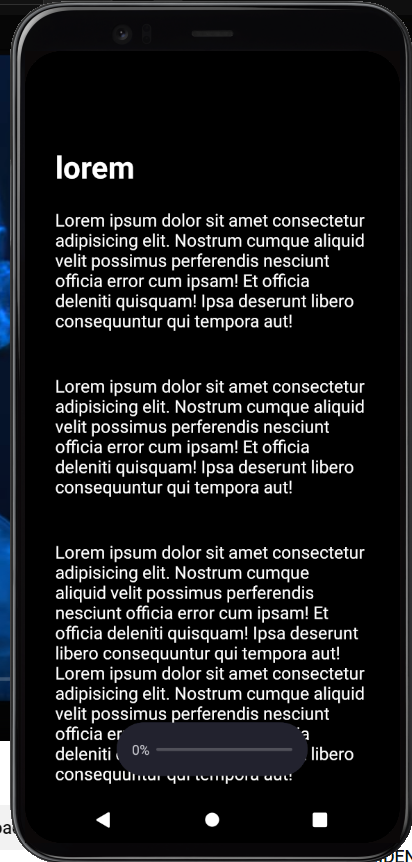 lorem
Lorem ipsum dolor sit amet consectetur
adipisicing elit. Nostrum cumque aliquid
velit possimus perferendis nesciunt
officia error cum ipsam! Et officia
deleniti quisquam! Ipsa deserunt libero
consequuntur qui tempora aut!
Lorem ipsum dolor sit amet consectetur
adipisicing elit. Nostrum cumque aliquid
velit possimus perferendis nesciunt
officia error cum ipsam! Et officia
deleniti quisquam! Ipsa deserunt libero
consequuntur qui tempora aut!
Lorem ipsum dolor sit amet consectetur
adipisicing elit. Nostrum cumque
aliquid velit possimus perferendis
nesciunt officia error cum ipsam! Et
officia deleniti quisquam! Ipsa deserunt
libero consequuntur qui tempora aut!
Lorem ipsum dolor sit amet consectetur
adipisicing elit. Nostrum cumque aliquid
velit possimus perferendis nesciunt
officia
deleniti libero
consequuntur qui tempora aut!
0%